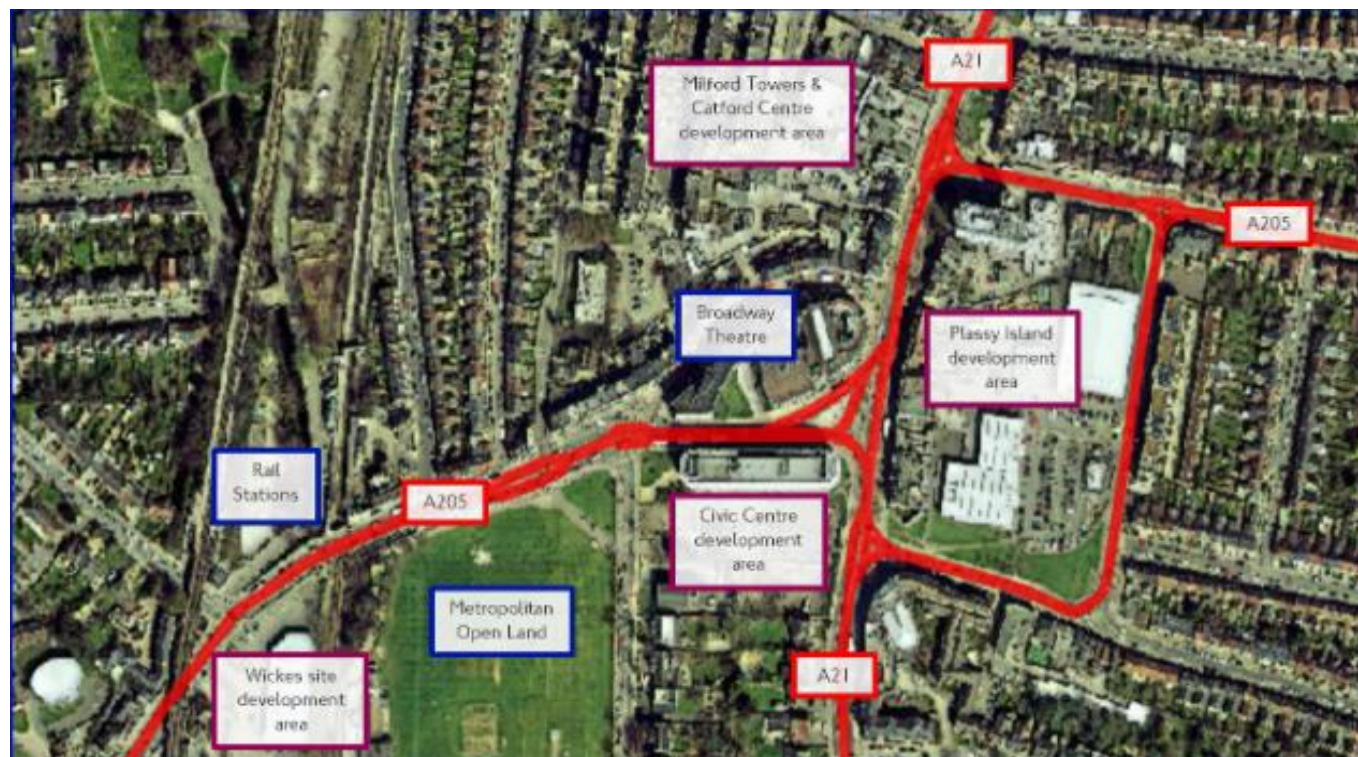 A21
Milford Towers &
Catford Centre
development area
A205
Broadway
Theatre
Plassy Island
development
area
Rail
Stations
A205
Civic Centre
development
area
Metropolitan
Open Land
Wickes site
development
area
A21